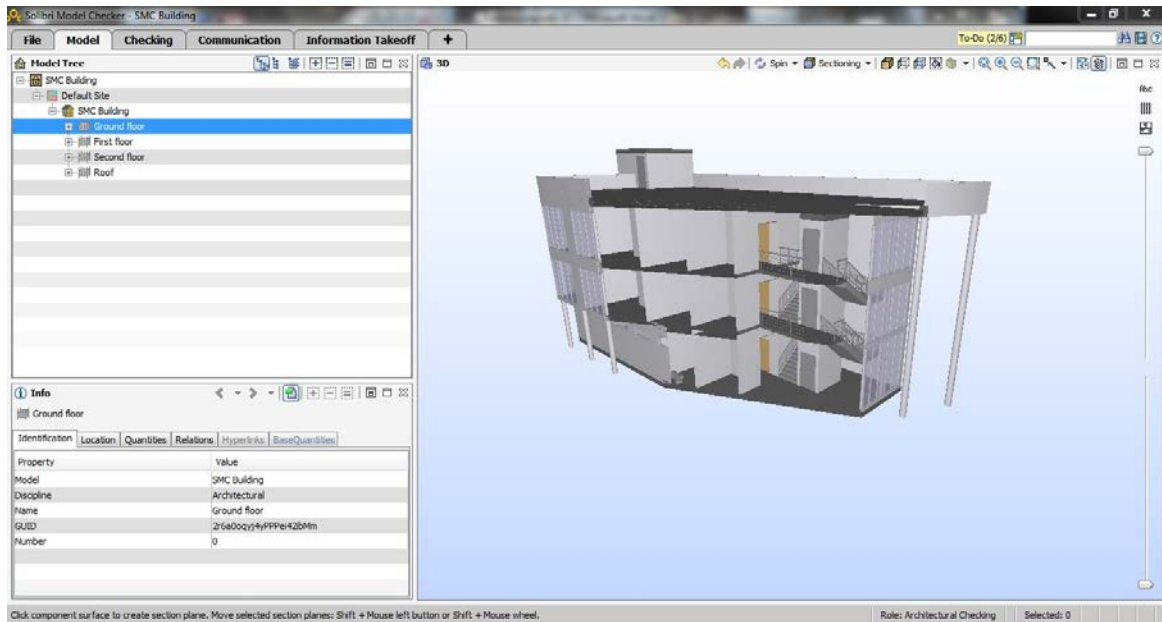 Solibri Model Checker - SMC Building
File Model Checking Communication Information Takeoff + To-Do (2/6)
Model Tree
SMC Building
Default Site
SMC Building
Ground floor
First floor
Second floor
Roof
3D Spin Sectioning
Abc
Info
Ground floor
Identification Location Quantities Relations Hyperlinks BaseQuantities
Property Value
Model SMC Building
Discipline Architectural
Name Ground floor
GUID
Number 0
Click component surface to create section plane. Move selected section planes: Shift + Mouse left button or Shift + Mouse wheel. Role: Architectural Checking Selected: 0